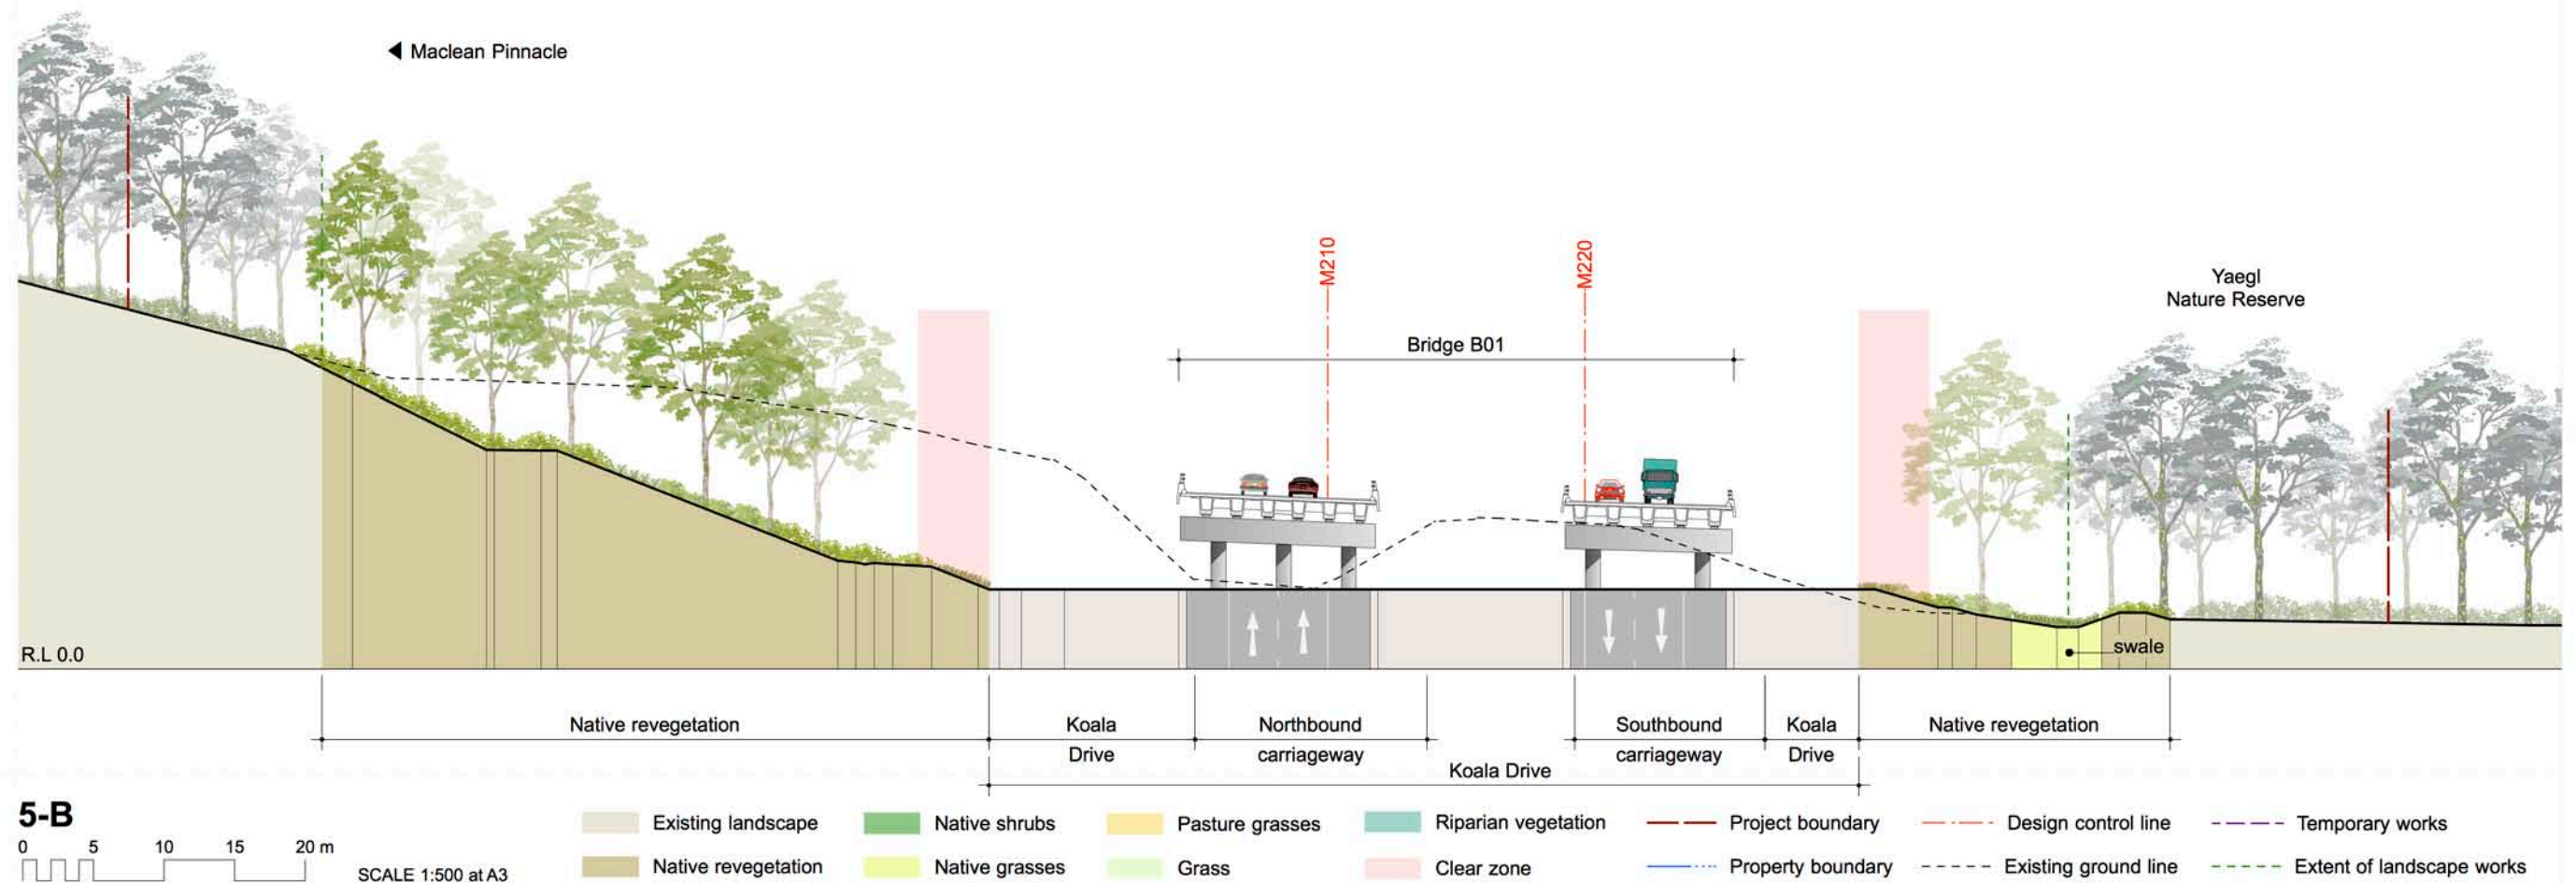 Maclean Pinnacle
M210
M220
Yaegl
Nature Reserve
Bridge B01
R.L 0.0
swale
Native revegetation
Koala
Drive
Northbound
carriageway
Southbound
carriageway
Koala
Drive
Native revegetation
Koala Drive
5-B
0 5 10 15 20 m
SCALE 1:500 at A3
Existing landscape
Native revegetation
Native shrubs
Native grasses
Pasture grasses
Grass
Riparian vegetation
Clear zone
Project boundary
Property boundary
Design control line
Existing ground line
Temporary works
Extent of landscape works